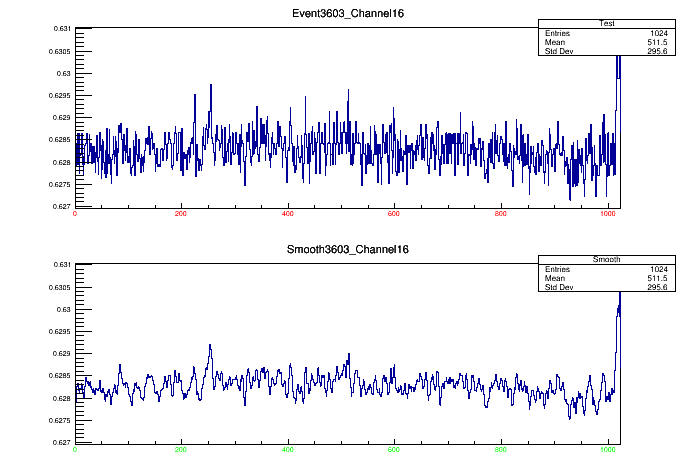 Event3603_Channel16
Test
Entries 1024
Mean 511.5
Std Dev 295.6
0.631
0.6305
0.63
0.6295
0.629
0.6285
0.628
0.6275
0.627
0 200 400 600 800 1000
Smooth3603_Channel16
Smooth
Entries 1024
Mean 511.5
Std Dev 295.6
0.631
0.6305
0.63
0.6295
0.629
0.6285
0.628
0.6275
0.627
0 200 400 600 800 1000